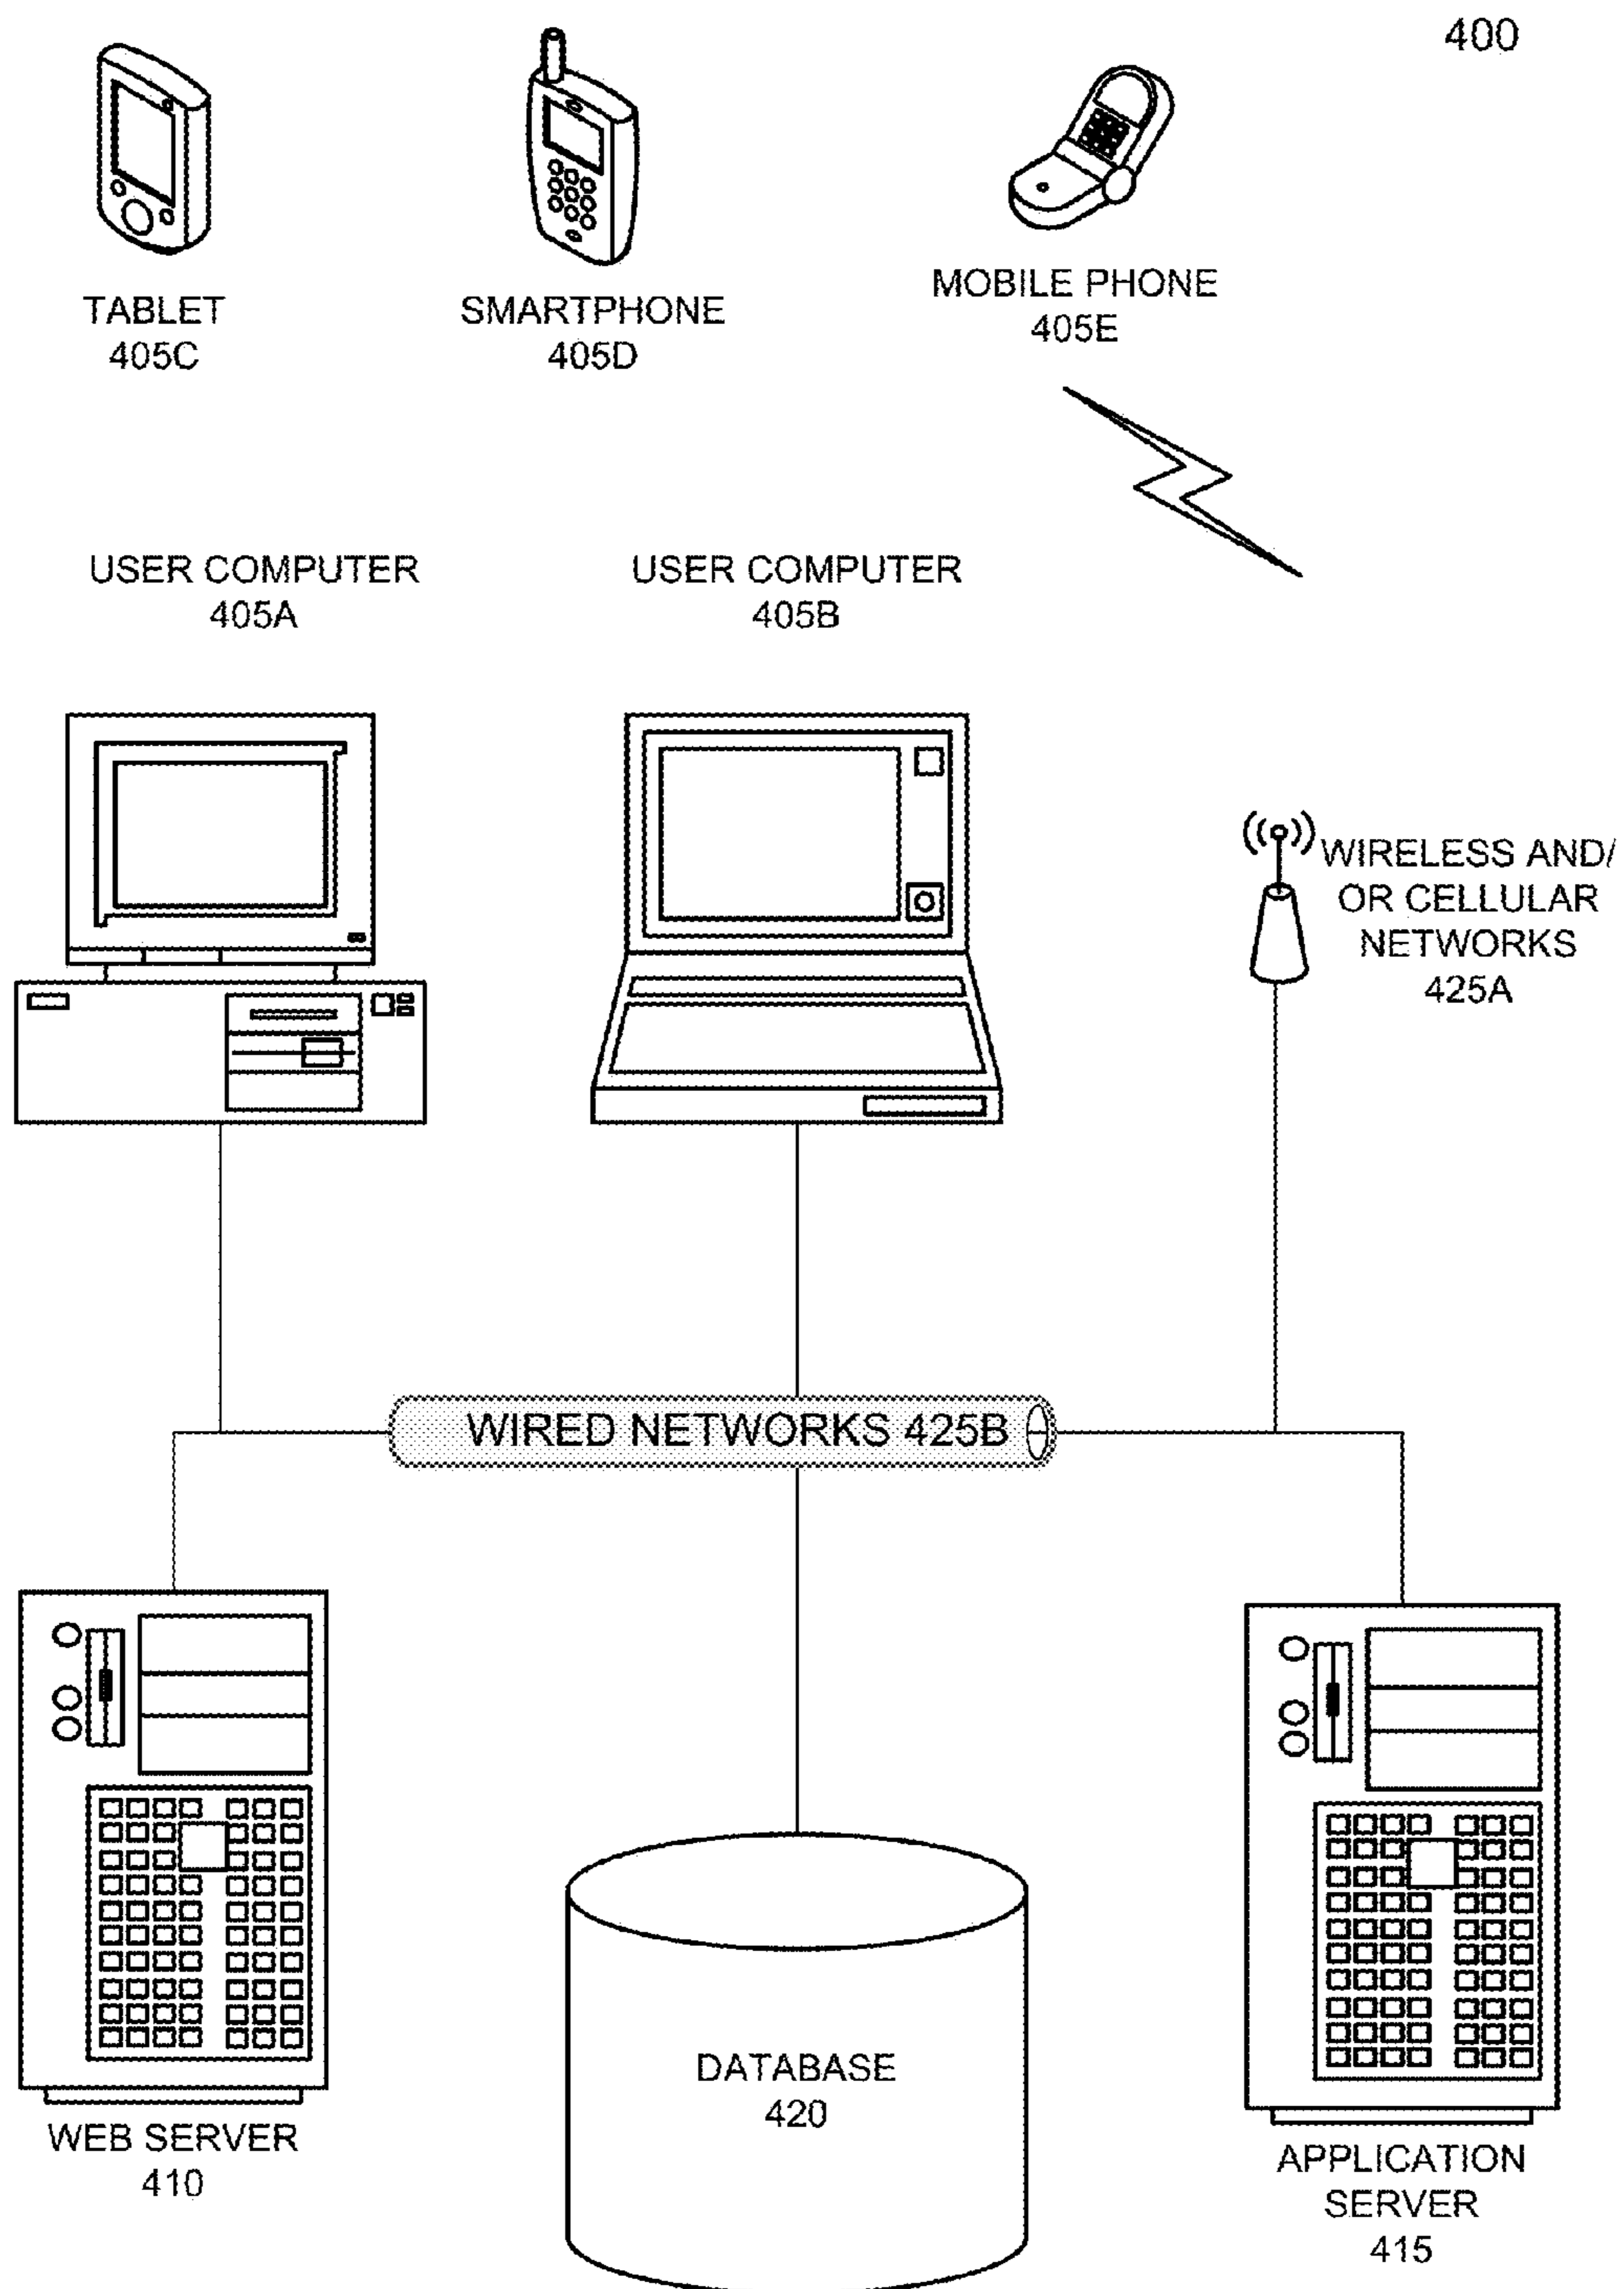 400
TABLET
405C
SMARTPHONE
405D
MOBILE PHONE
405E
USER COMPUTER
405A
USER COMPUTER
405B
WIRELESS AND/
OR CELLULAR
NETWORKS
425A
WIRED NETWORKS 425B
WEB SERVER
410
DATABASE
420
APPLICATION
SERVER
415